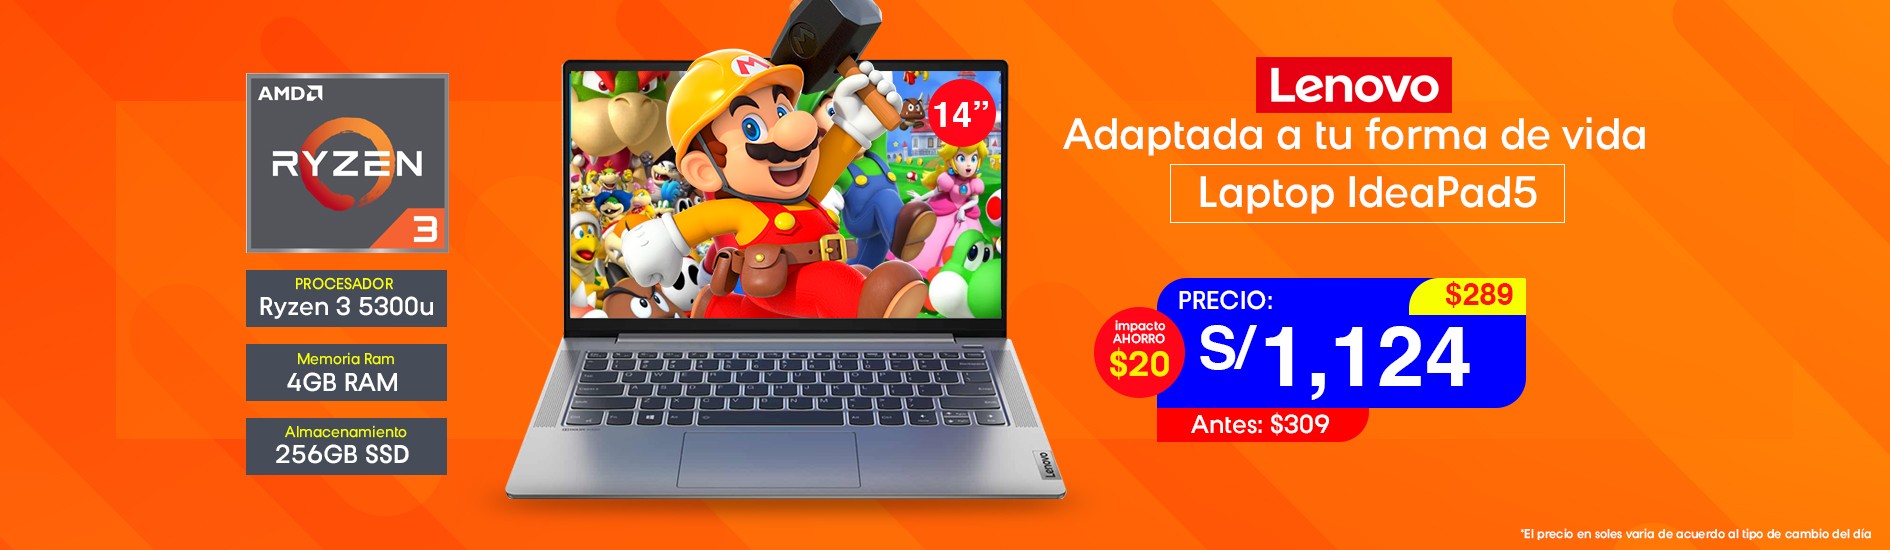 AMD
RYZEN
3
PROCESADOR
Ryzen 3 5300u
Memoria Ram
4GB RAM
Almacenamiento
256GB SSD
M
14”
Lenovo
Lenovo
Adaptada a tu forma de vida
Laptop IdeaPad5
PRECIO:
$289
impacto
AHORRO
$20
S/1,124
Antes: $309
*El precio en soles varia de acuerdo al tipo de cambio del día